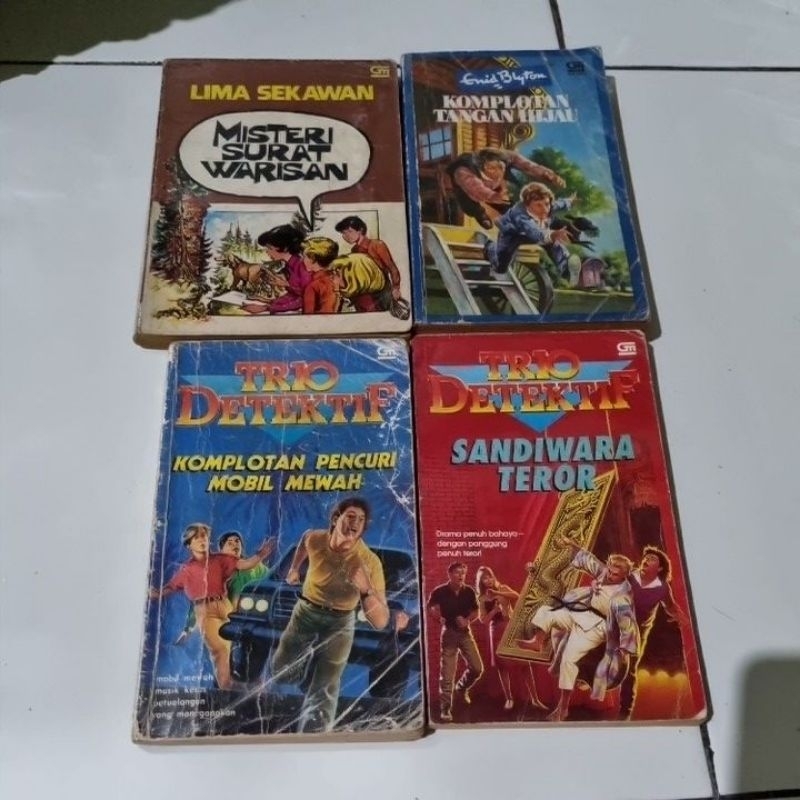 GM
LIMA SEKAWAN
MISTERI
SURAT
WARISAN
GM
Enid Blyton
KOMPLOTAN
TANGAN HIJAU
GM
TRIO
DETEKTIF
KOMPLOTAN PENCURI
MOBIL MEWAH
mobil mewah
musik keras
petualangan
yang menegangkan
GM
TRIO
DETEKTIF
SANDIWARA
TEROR
Drama penuh bahaya—
dengan panggung
penuh teror!